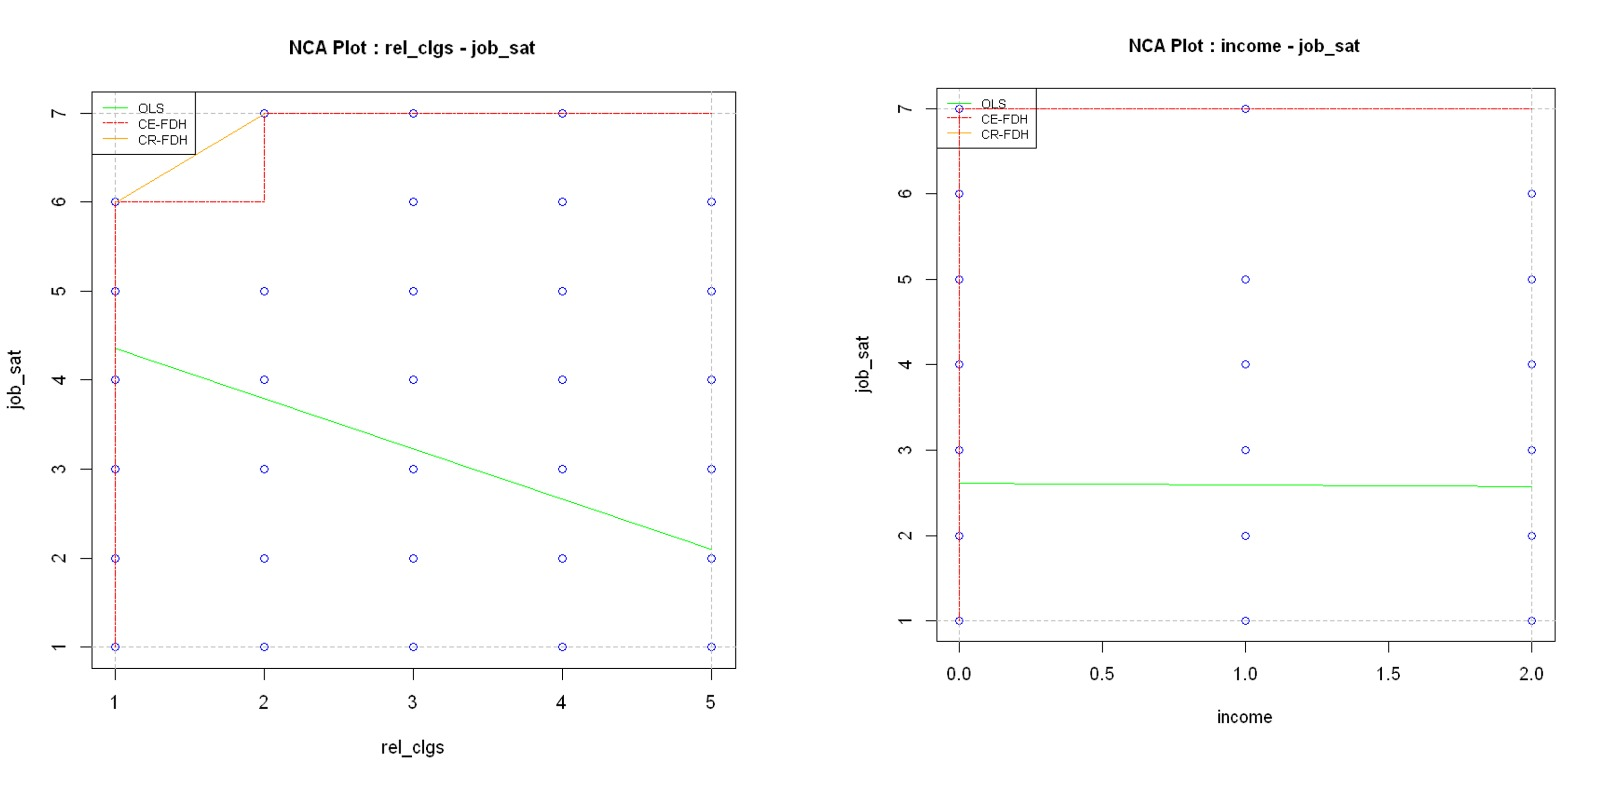 NCA Plot : rel_clgs - job_sat
OLS
CE-FDH
CR-FDH
7
6
5
4
3
2
1
job_sat
1 2 3 4 5
rel_clgs
NCA Plot : income - job_sat
OLS
CE-FDH
CR-FDH
7
6
5
4
3
2
1
job_sat
0.0 0.5 1.0 1.5 2.0
income